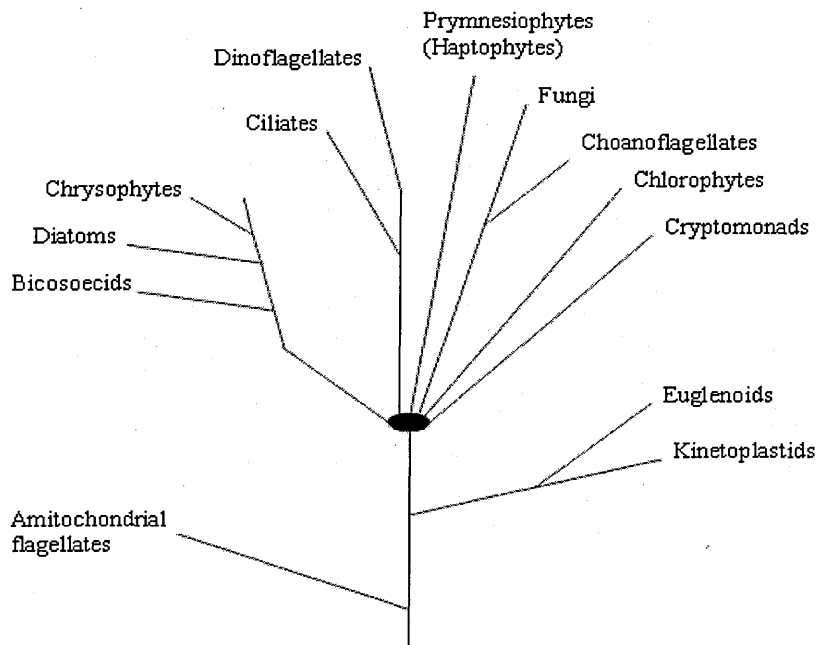 Prymnesiophytes
(Haptophytes)
Dinoflagellates
Fungi
Ciliates
Choanoflagellates
Chlorophytes
Chrysophytes
Cryptomonads
Diatoms
Bicosoecids
Euglenoids
Kinetoplastids
Amitochondrial
flagellates